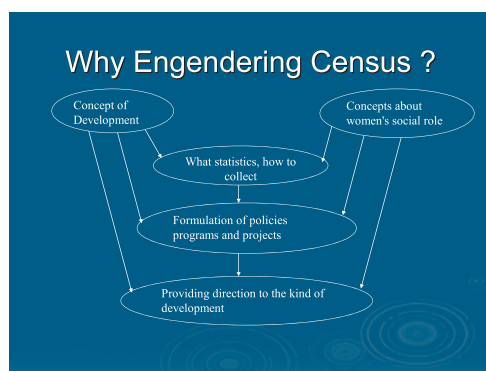 Why Engendering Census ?
Concept of
Development
Concepts about
women's social role
What statistics, how to
collect
Formulation of policies
programs and projects
Providing direction to the kind of
development